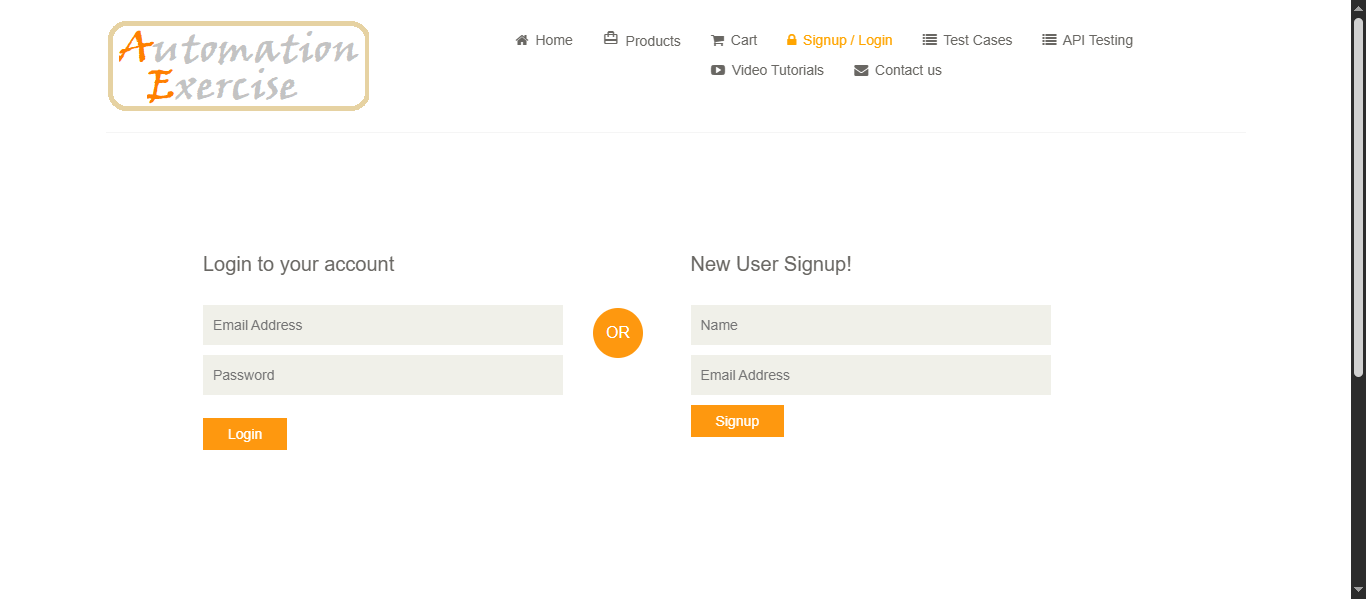 Automation
Exercise
Home Products Cart Signup / Login Test Cases API Testing
Video Tutorials Contact us
Login to your account
Email Address
Password
Login
OR
New User Signup!
Name
Email Address
Signup